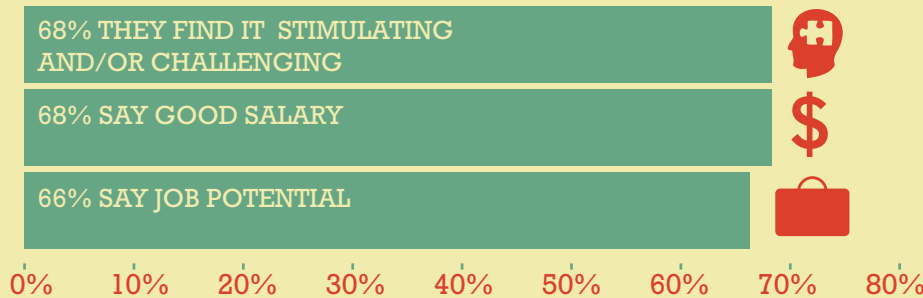 68% THEY FIND IT STIMULATING
AND/OR CHALLENGING
68% SAY GOOD SALARY
$
66% SAY JOB POTENTIAL
0% 10% 20% 30% 40% 50% 60% 70% 80%